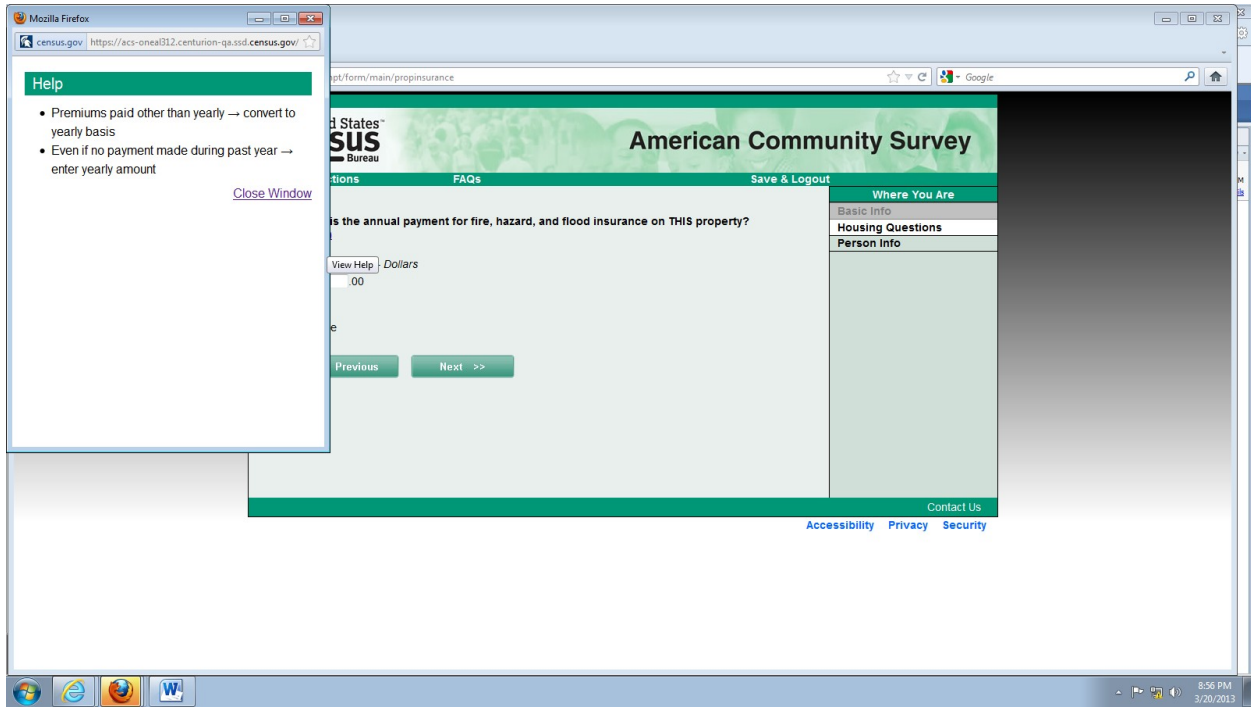 Mozilla Firefox
census.gov https://acs-oneal312.centurion-qa.ssd.census.gov/
Help
• Premiums paid other than yearly → convert to
yearly basis
• Even if no payment made during past year →
enter yearly amount
Close Window
pt/form/main/propinsurance
Google
d States
sus
Bureau
American Community Survey
tions FAQs Save & Logout
Where You Are
Basic Info
Housing Questions
Person Info
is the annual payment for fire, hazard, and flood insurance on THIS property?
View Help
- Dollars
.00
e
Previous Next >>
Contact Us
Accessibility Privacy Security
8:56 PM
3/20/2013